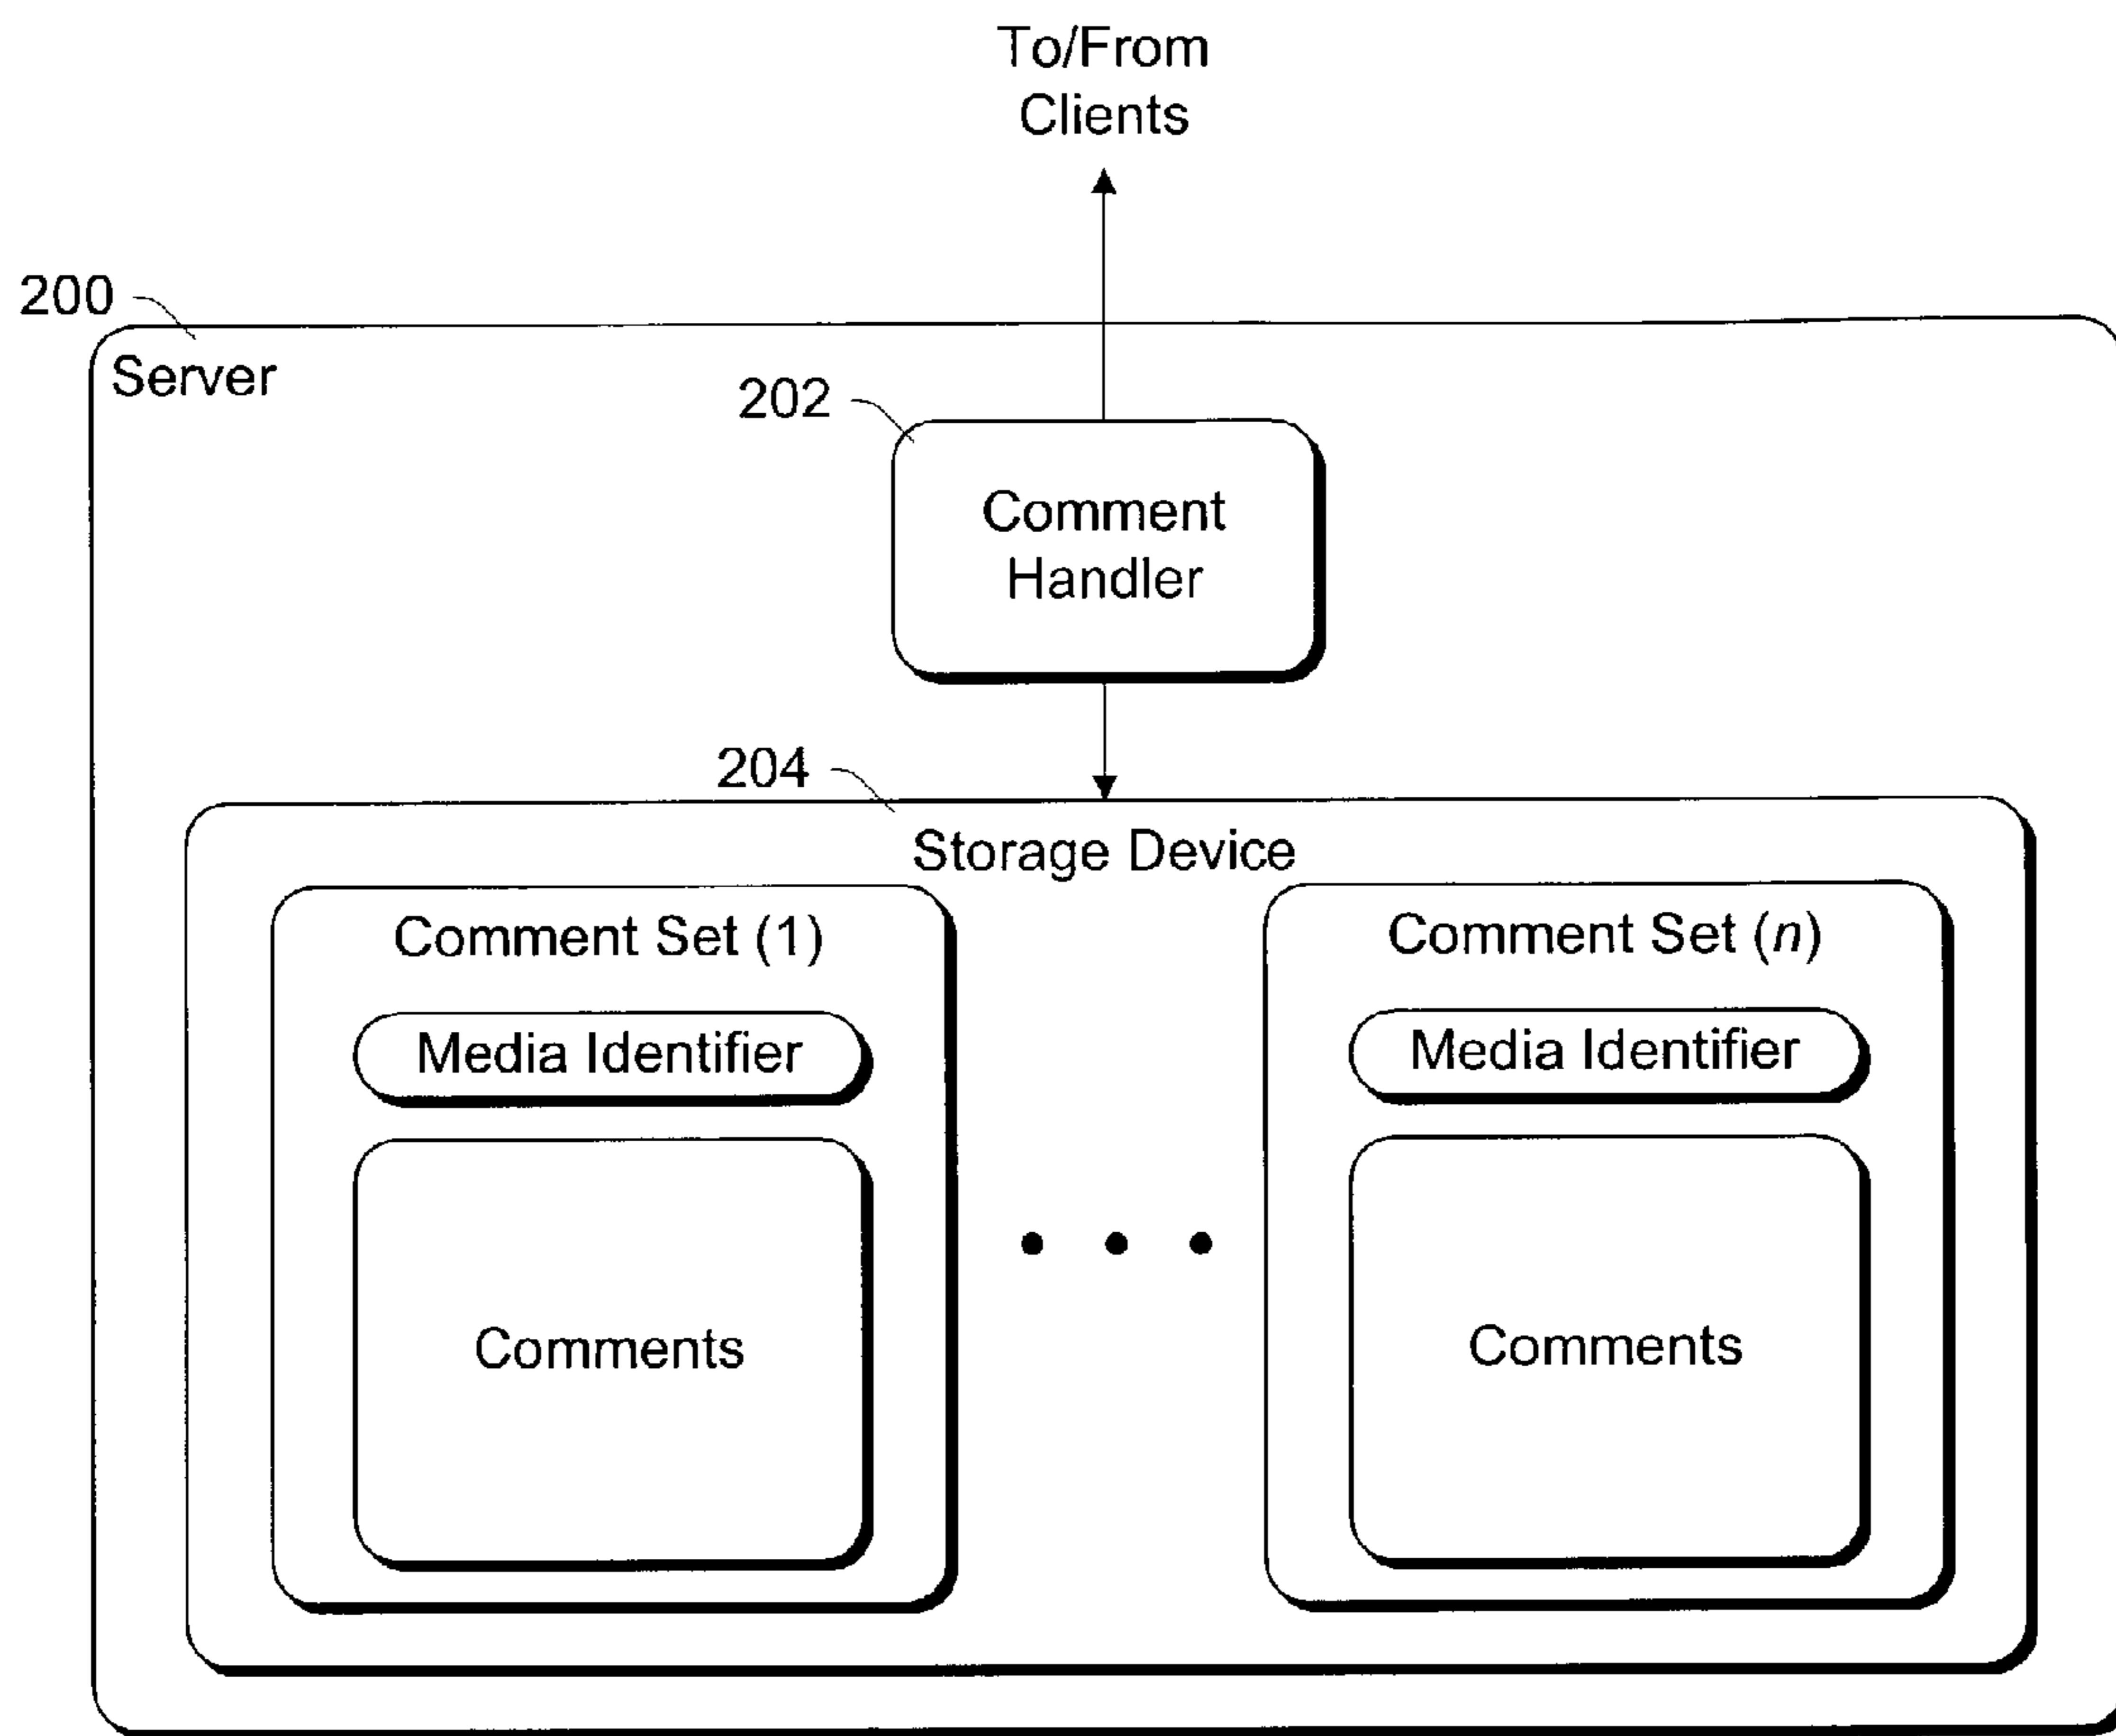 To/From
Clients
200
Server
202
Comment
Handler
204
Storage Device
Comment Set (1)
Comment Set (n)
Media Identifier
Media Identifier
Comments
Comments